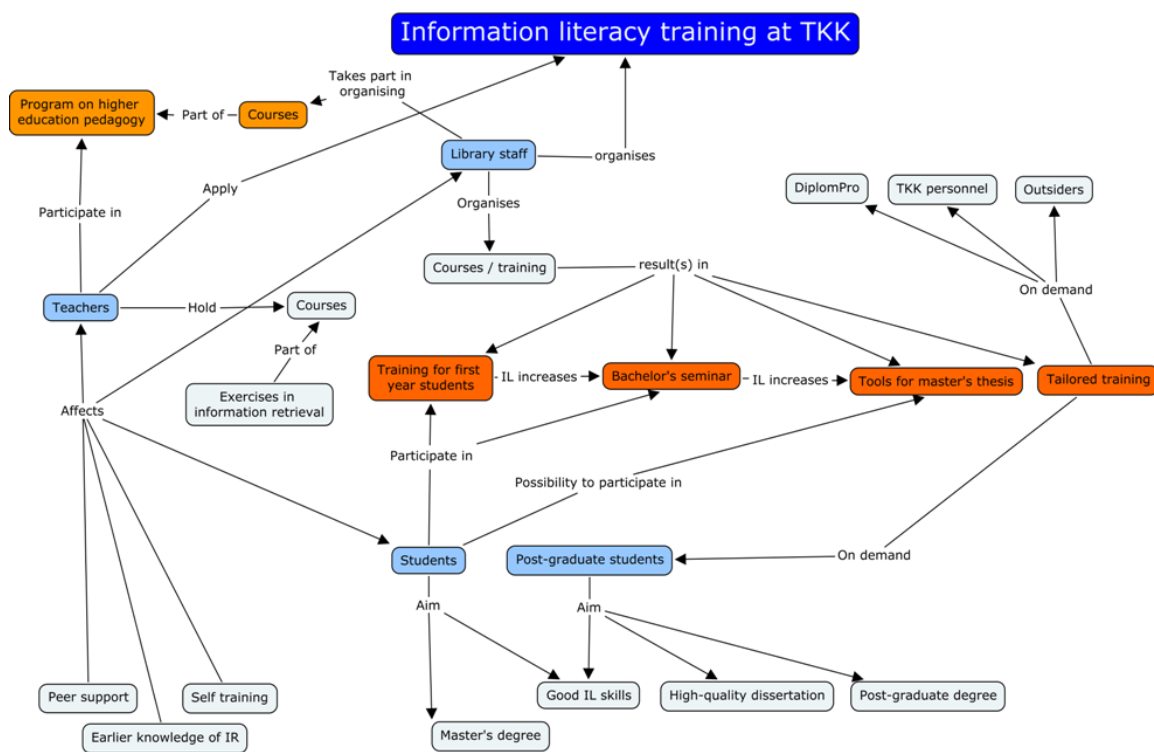 Information literacy training at TKK
Takes part in
organising
Program on higher
education pedagogy
Part of
Courses
Library staff
organises
Apply
DiplomPro
TKK personnel
Outsiders
Participate in
Organises
Courses / training
result(s) in
On demand
Teachers
Hold
Courses
Part of
Training for first
year students
IL increases
Bachelor's seminar
IL increases
Tools for master's thesis
Tailored training
Exercises in
information retrieval
Affects
Participate in
Possibility to participate in
Students
Post-graduate students
On demand
Aim
Aim
Peer support
Self training
Good IL skills
High-quality dissertation
Post-graduate degree
Earlier knowledge of IR
Master's degree